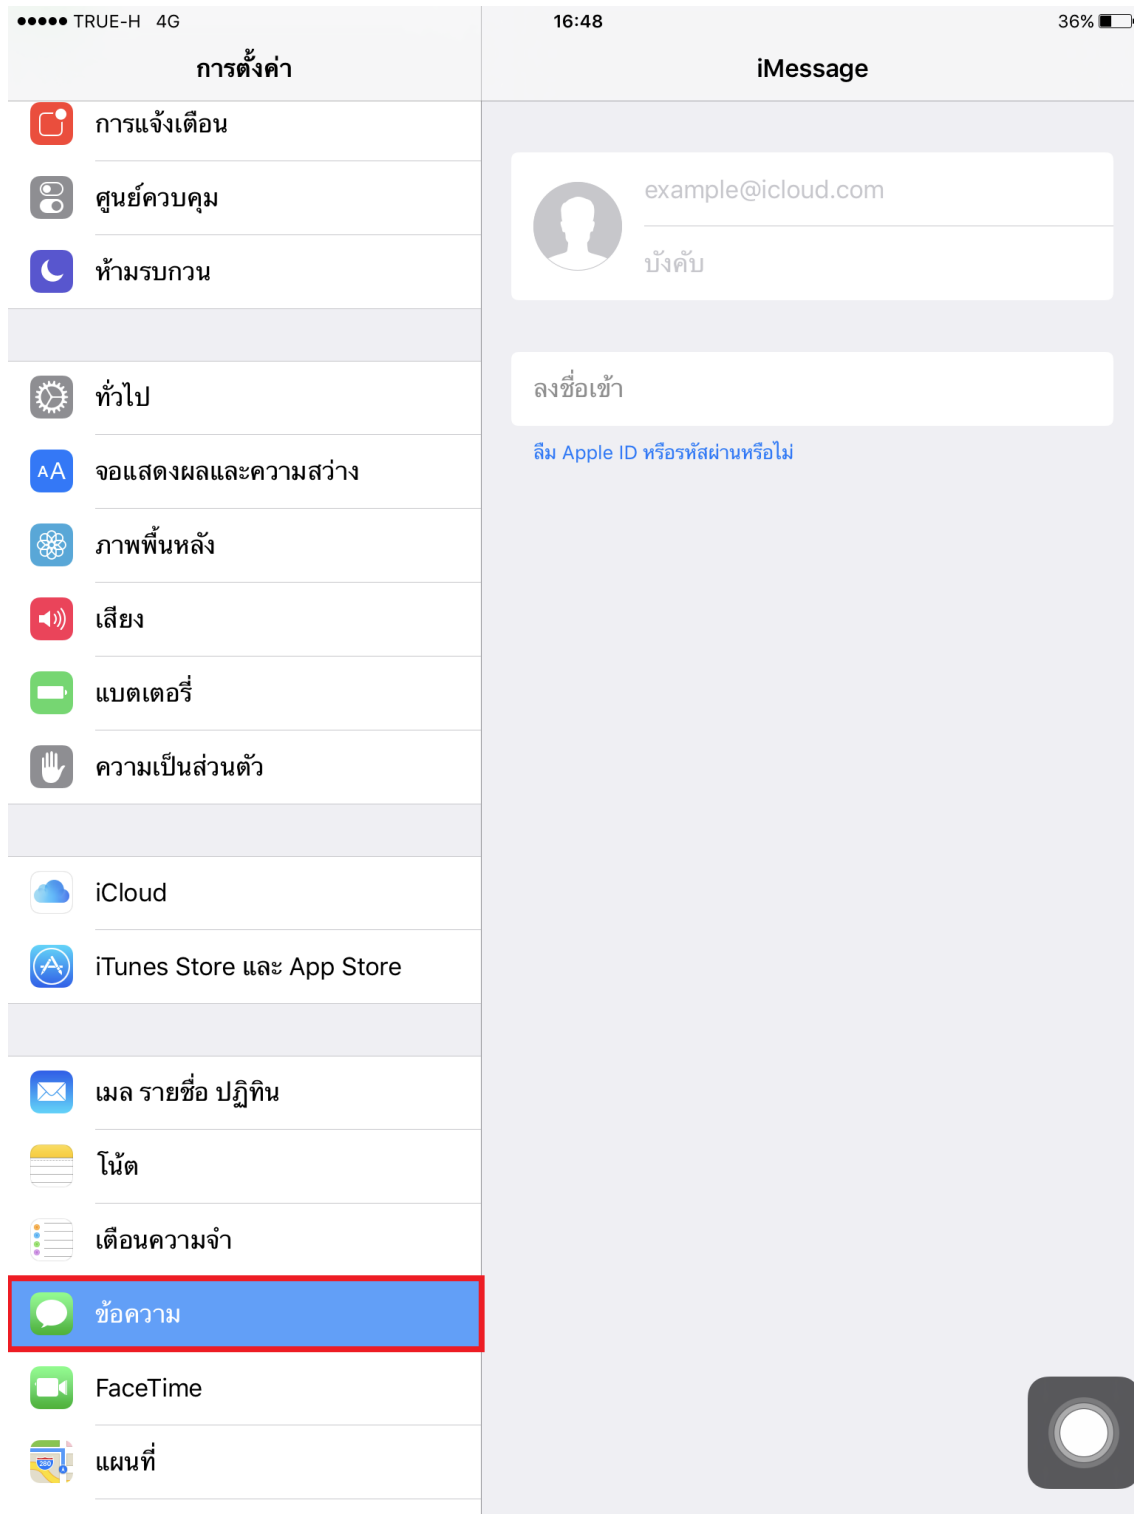 TRUE-H 4G
16:48
36%
การตั้งค่า
การแจ้งเตือน
ศูนย์ควบคุม
ห้ามรบกวน
ทั่วไป
AA
จอแสดงผลและความสว่าง
ภาพพื้นหลัง
เสียง
แบตเตอรี่
ความเป็นส่วนตัว
iCloud
iTunes Store และ App Store
เมล รายชื่อ ปฏิทิน
โน้ต
เตือนความจำ
ข้อความ
FaceTime
280
แผนที่
iMessage
example@icloud.com
บังคับ
ลงชื่อเข้า
ลืม Apple ID หรือรหัสผ่านหรือไม่